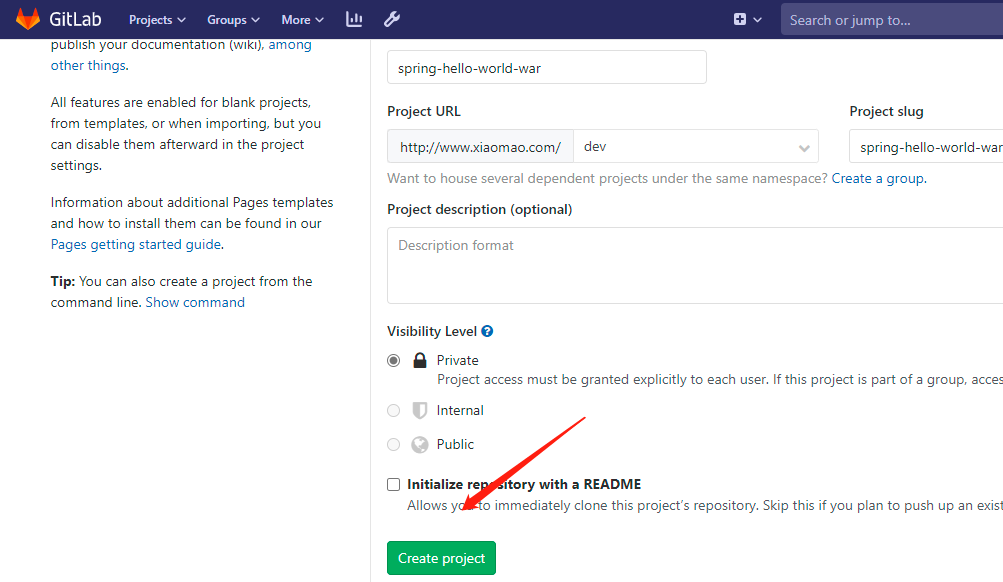 GitLab Projects Groups More Search or jump to...
publish your documentation (wiki), among
other things.
All features are enabled for blank projects,
from templates, or when importing, but you
can disable them afterward in the project
settings.
Information about additional Pages templates
and how to install them can be found in our
Pages getting started guide.
Tip: You can also create a project from the
command line. Show command
spring-hello-world-war
Project URL
http://www.xiaomao.com/ dev
Project slug
spring-hello-world-war
Want to house several dependent projects under the same namespace? Create a group.
Project description (optional)
Description format
Visibility Level
Private
Project access must be granted explicitly to each user. If this project is part of a group, acces
Internal
Public
Initialize repository with a README
Allows you to immediately clone this project's repository. Skip this if you plan to push up an exist
Create project